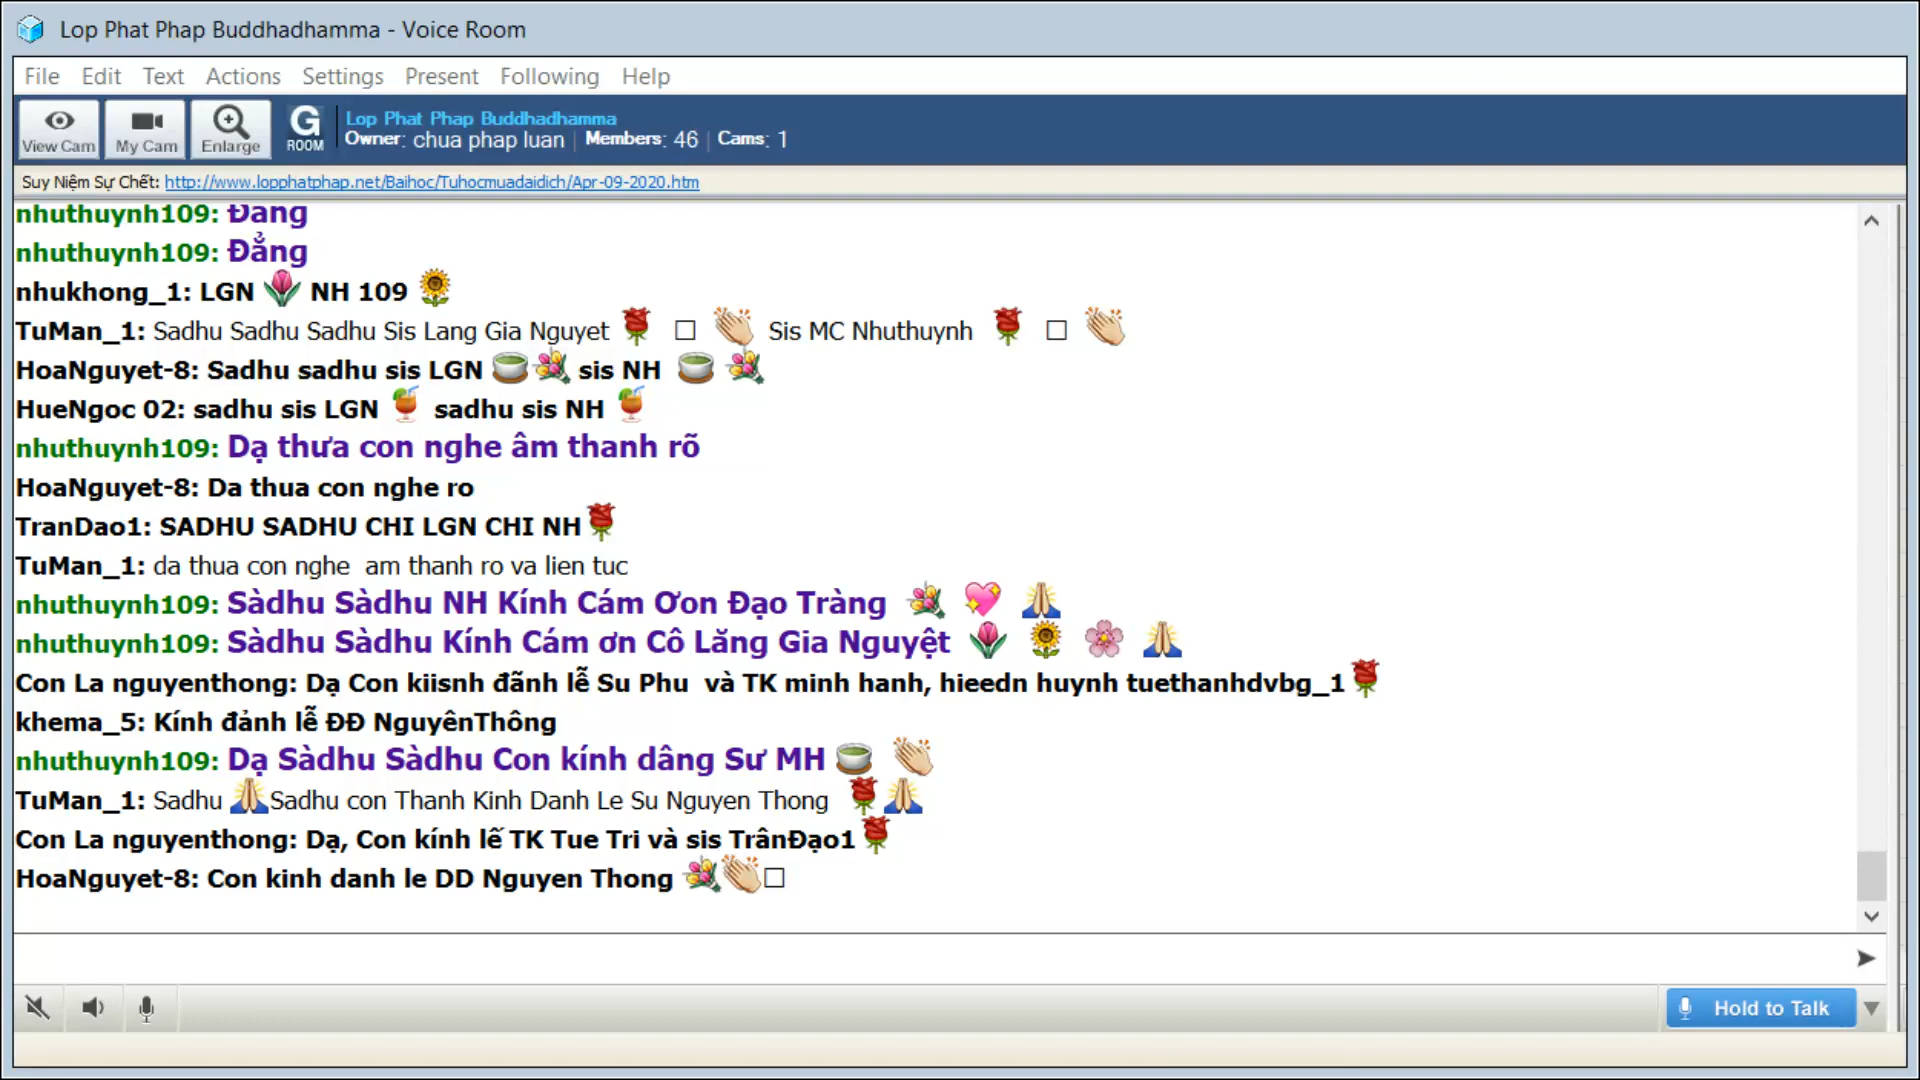 Lop Phat Phap Buddhadhamma - Voice Room
File Edit Text Actions Settings Present Following Help
View Cam My Cam Enlarge G ROOM
Lop Phat Phap Buddhadhamma
Owner: chua phap luan | Members: 46 | Cams: 1
Suy Niệm Sự Chết: http://www.lopphatphap.net/Baihoc/Tuhocmuadaidich/Apr-09-2020.htm
nhuthuynh109: Đang
nhuthuynh109: Đẳng
nhukhong_1: LGN 🌷 NH 109 🌻
TuMan_1: Sadhu Sadhu Sadhu Sis Lang Gia Nguyet 🌹 □ 👏 Sis MC Nhuthuynh 🌹 □ 👏
HoaNguyet-8: Sadhu sadhu sis LGN 🍵💐 sis NH 🍵 💐
HueNgoc 02: sadhu sis LGN 🍹 sadhu sis NH 🍹
nhuthuynh109: Dạ thưa con nghe âm thanh rõ
HoaNguyet-8: Da thua con nghe ro
TranDao1: SADHU SADHU CHI LGN CHI NH🌹
TuMan_1: da thua con nghe am thanh ro va lien tuc
nhuthuynh109: Sàdhu Sàdhu NH Kính Cám Ơon Đạo Tràng 💐 💖 🙏
nhuthuynh109: Sàdhu Sàdhu Kính Cám ơn Cô Lăng Gia Nguyệt 🌷 🌻 🌸 🙏
Con La nguyenthong: Dạ Con kiisnh đãnh lễ Su Phu và TK minh hanh, hieedn huynh tuethanhdvbg_1🌹
khema_5: Kính đảnh lễ ĐĐ NguyênThông
nhuthuynh109: Dạ Sàdhu Sàdhu Con kính dâng Sư MH 🍵 👏
TuMan_1: Sadhu 🙏Sadhu con Thanh Kinh Danh Le Su Nguyen Thong 🌹🙏
Con La nguyenthong: Dạ, Con kính lế TK Tue Tri và sis TrânĐạo1🌹
HoaNguyet-8: Con kinh danh le DD Nguyen Thong 💐👏□
Hold to Talk